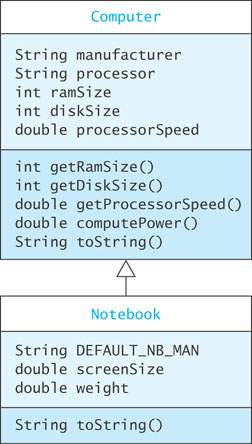 Computer
String manufacturer
String processor
int ramSize
int diskSize
double processorSpeed
int getRamSize()
int getDiskSize()
double getProcessorSpeed()
double computePower()
String toString()
Notebook
String DEFAULT_NB_MAN
double screenSize
double weight
String toString()